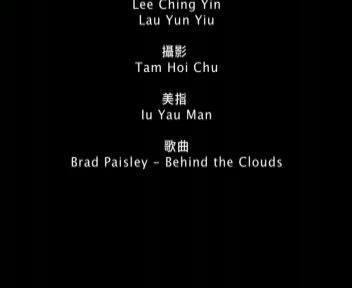 Lee Ching Yin
Lau Yun Yiu
攝影
Tam Hoi Chu
美指
Iu Yau Man
歌曲
Brad Paisley - Behind the Clouds